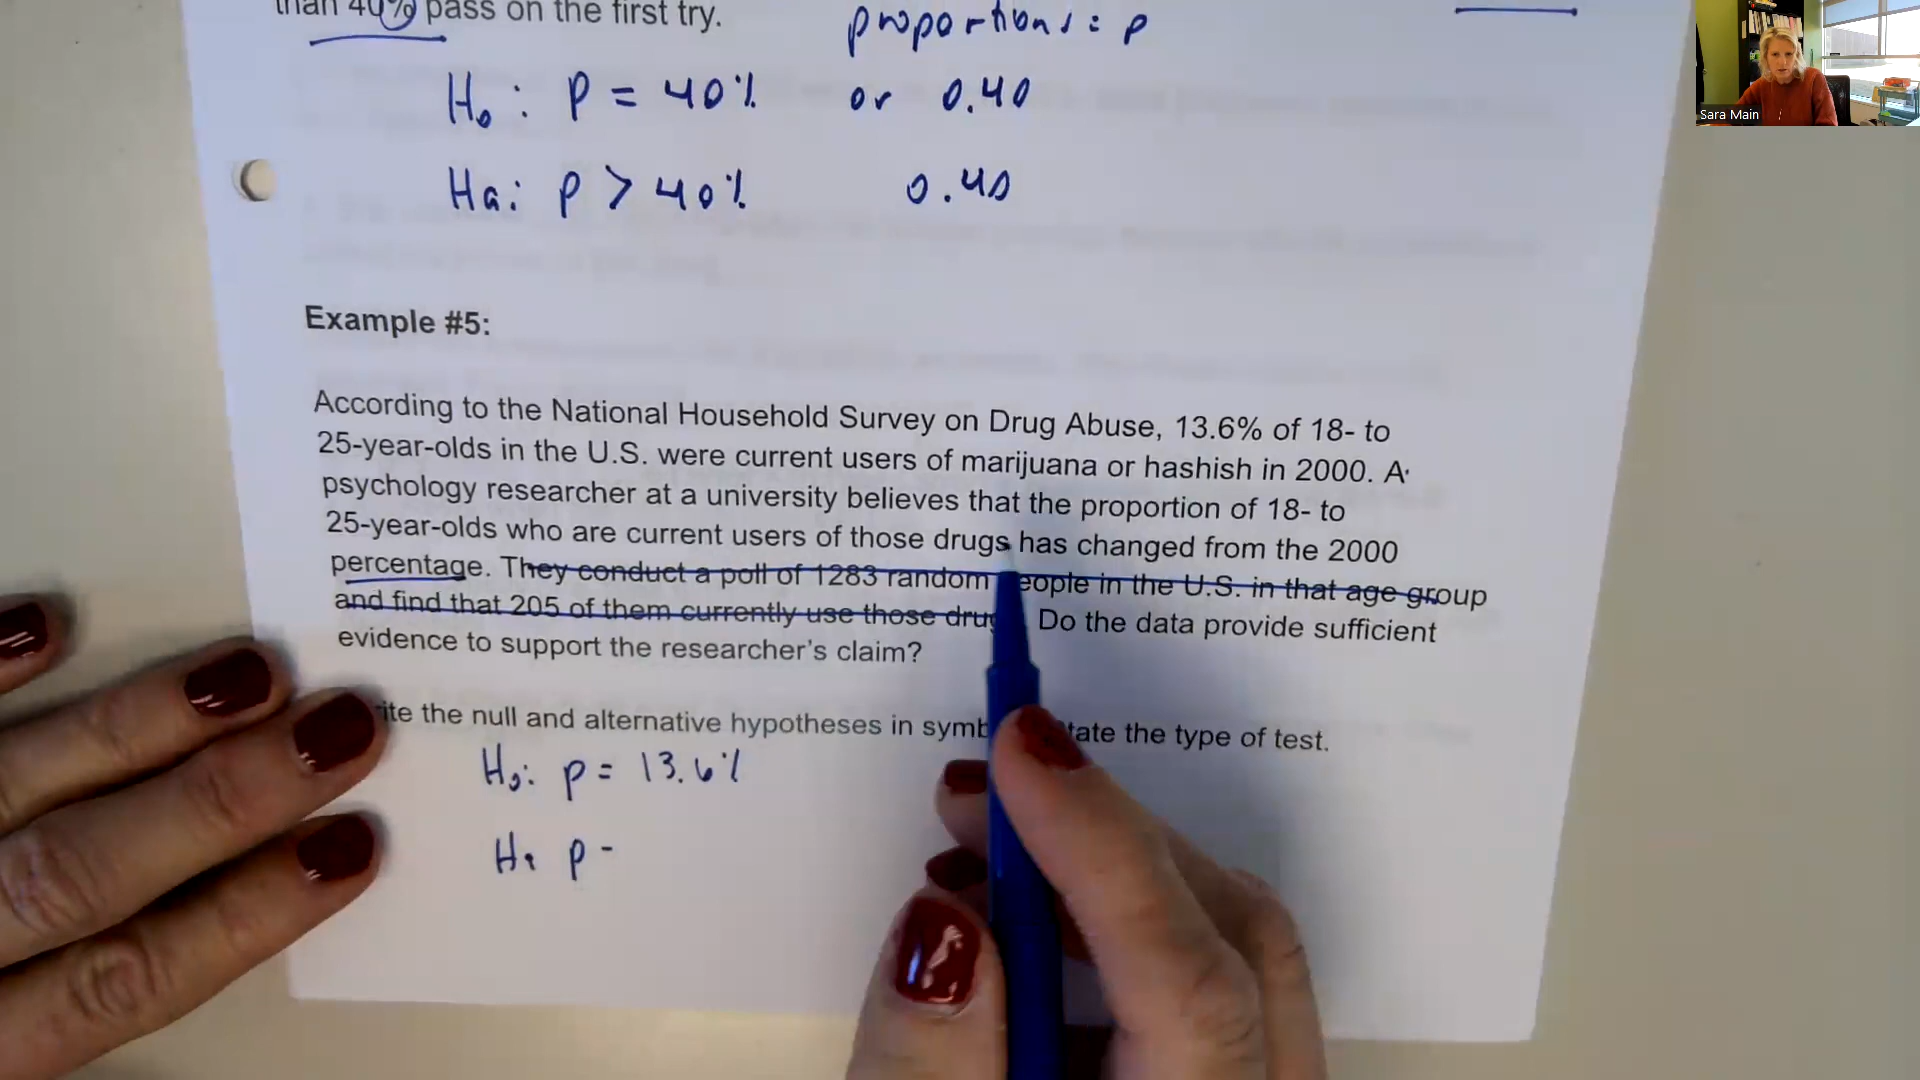 than 40% pass on the first try.
proportions: p
H₀: p = 40% or 0.40
Ha: p > 40% 0.40
Sara Main
Example #5:
According to the National Household Survey on Drug Abuse, 13.6% of 18- to
25-year-olds in the U.S. were current users of marijuana or hashish in 2000. A
psychology researcher at a university believes that the proportion of 18- to
25-year-olds who are current users of those drugs has changed from the 2000
percentage. They conduct a poll of 1283 random people in the U.S. in that age group
and find that 205 of them currently use those Do the data provide sufficient
evidence to support the researcher's claim?
the null and alternative hypotheses in the type of test.
H₀: p = 13.6%
p -